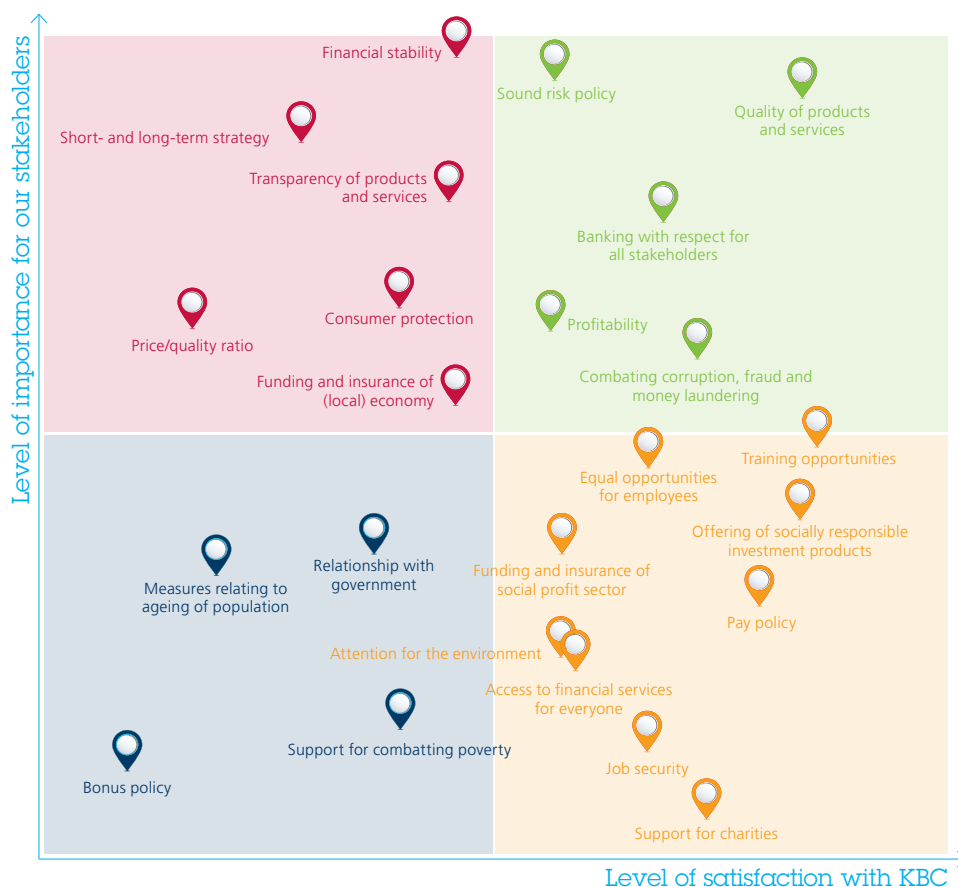 Level of importance for our stakeholders
Financial stability
Short- and long-term strategy
Transparency of products
and services
Consumer protection
Price/quality ratio
Funding and insurance of
(local) economy
Sound risk policy
Quality of products
and services
Banking with respect for
all stakeholders
Profitability
Combating corruption, fraud and
money laundering
Measures relating to
ageing of population
Relationship with
government
Support for combatting poverty
Bonus policy
Training opportunities
Equal opportunities
for employees
Offering of socially responsible
investment products
Funding and insurance of
social profit sector
Pay policy
Attention for the environment
Access to financial services
for everyone
Job security
Support for charities
Level of satisfaction with KBC